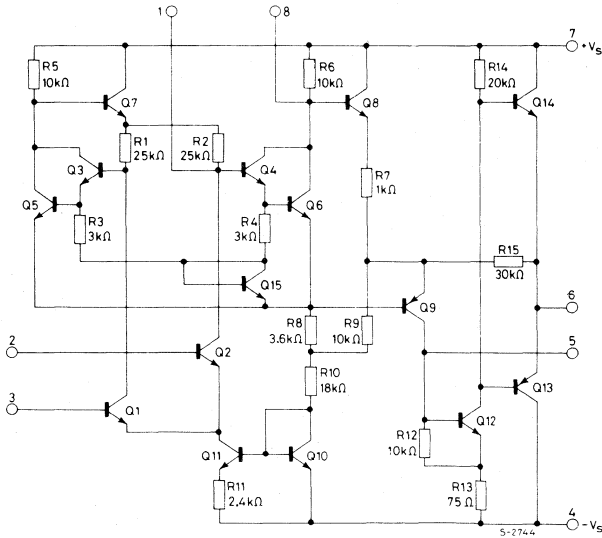 1
8
7
+Vs
R5
10kΩ
R6
10kΩ
R14
20kΩ
Q7
Q8
Q14
R1
25kΩ
R2
25kΩ
Q3
Q4
R7
1kΩ
Q5
Q6
R3
3kΩ
R4
3kΩ
R15
30kΩ
Q15
Q9
6
R8
3.6kΩ
R9
10kΩ
2
Q2
5
R10
18kΩ
3
Q1
Q13
Q12
R12
10kΩ
Q11
Q10
R11
2.4kΩ
R13
75Ω
4
-Vs
S-2744